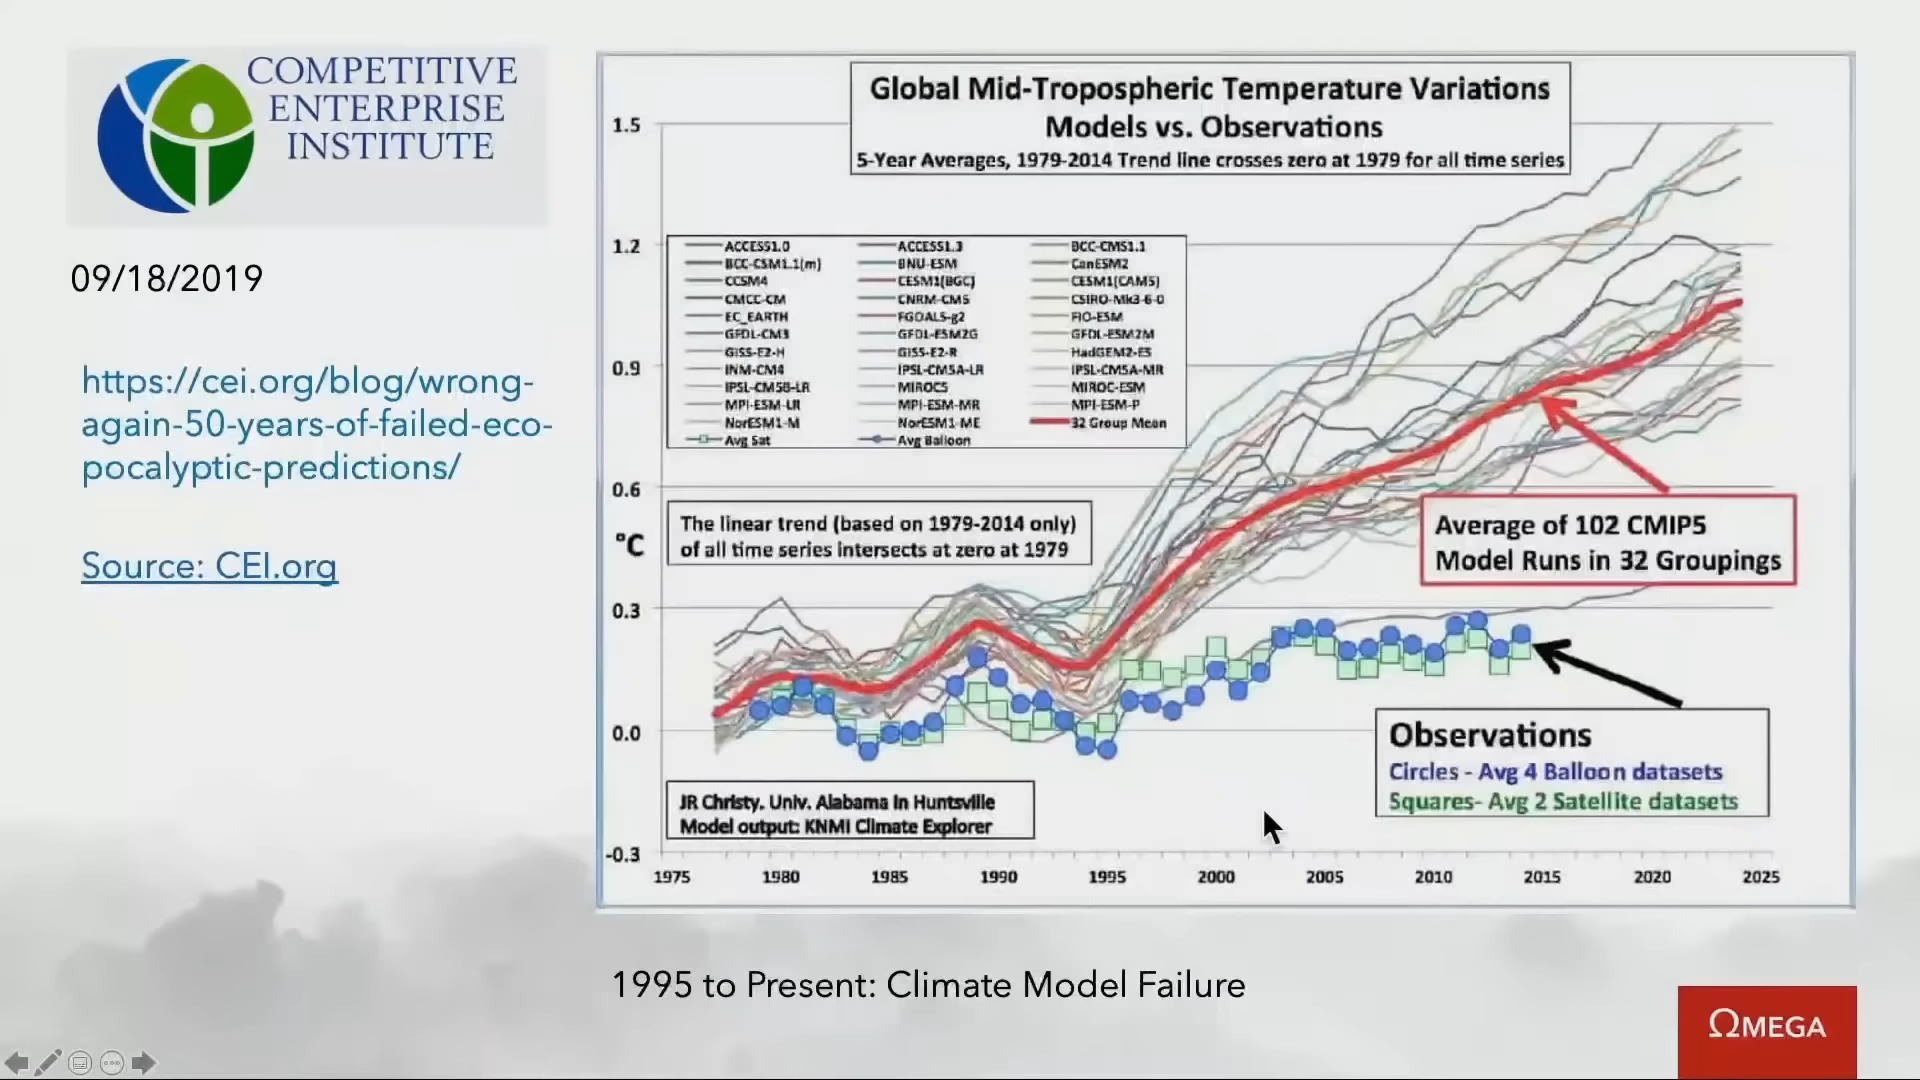 COMPETITIVE
ENTERPRISE
INSTITUTE
09/18/2019
https://cei.org/blog/wrong-
again-50-years-of-failed-eco-
pocalyptic-predictions/
Source: CEI.org
Global Mid-Tropospheric Temperature Variations
Models vs. Observations
5-Year Averages, 1979-2014 Trend line crosses zero at 1979 for all time series
1.5
1.2
0.9
0.6
°C
0.3
0.0
-0.3
ACCESS1.0 ACCESS1.3 BCC-CMS1.1
BCC-CSM1.1(m) BNU-ESM CanESM2
CCSM4 CESM1(BGC) CESM1(CAM5)
CMCC-CM CNRM-CM5 CSIRO-Mk3-6-0
EC_EARTH FGOALS-g2 FIO-ESM
GFDL-CM3 GFDL-ESM2G GFDL-ESM2M
GISS-E2-H GISS-E2-R HadGEM2-ES
INM-CM4 IPSL-CM5A-LR IPSL-CM5A-MR
IPSL-CM5B-LR MIROC5 MIROC-ESM
MPI-ESM-LR MPI-ESM-MR MPI-ESM-P
NorESM1-M NorESM1-ME 32 Group Mean
Avg Sat Avg Balloon
The linear trend (based on 1979-2014 only)
of all time series intersects at zero at 1979
Average of 102 CMIP5
Model Runs in 32 Groupings
Observations
Circles - Avg 4 Balloon datasets
Squares- Avg 2 Satellite datasets
JR Christy, Univ. Alabama in Huntsville
Model output: KNMI Climate Explorer
1975 1980 1985 1990 1995 2000 2005 2010 2015 2020 2025
1995 to Present: Climate Model Failure
ΩMEGA